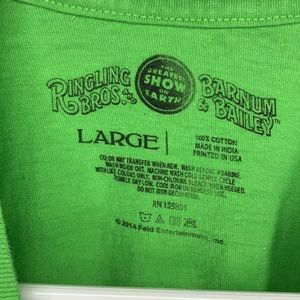 RINGLING BROS. &
THE GREATEST
SHOW
ON
EARTH
BARNUM & BAILEY
LARGE
100% COTTON
MADE IN INDIA
PRINTED IN USA
COLOR MAY TRANSFER WHEN NEW. WASH BEFORE WEARING.
WASH INSIDE OUT. MACHINE WASH COLD GENTLE CYCLE
WITH LIKE COLORS ONLY. NON-CHLORINE BLEACH WHEN NEEDED.
TUMBLE DRY LOW. COOL IRON ON REVERSE SIDE.
DO NOT IRON DECORATION.
RN 135801
©2014 Feld Entertainment, Inc.